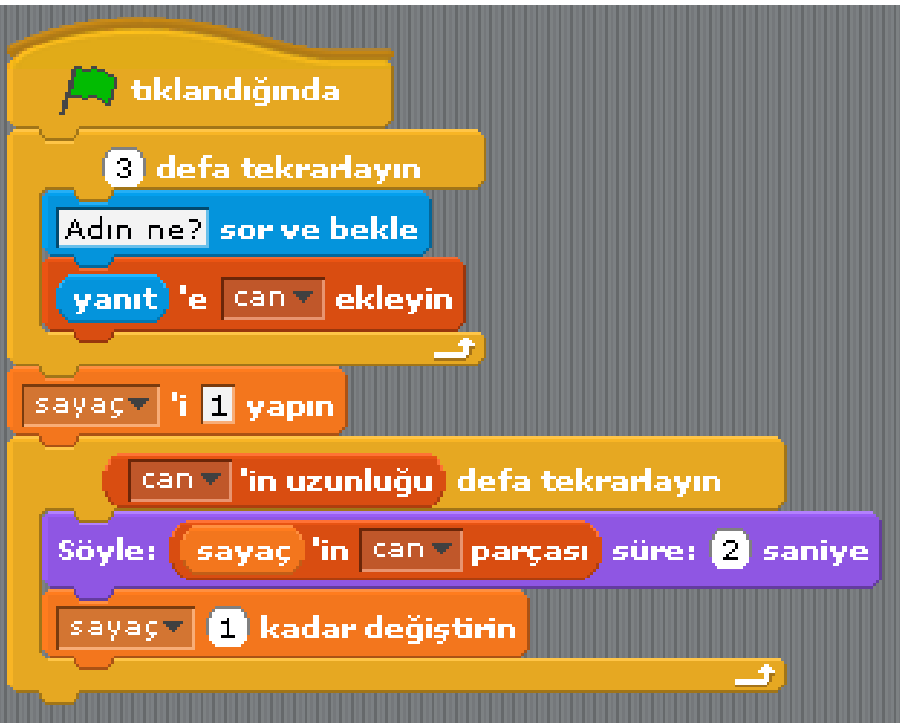 tıklandığında
3 defa tekrarlayın
Adın ne? sor ve bekle
yanıt 'e can ekleyin
sayaç 'i 1 yapın
can 'in uzunluğu defa tekrarlayın
Söyle: sayaç 'in can parçası süre: 2 saniye
sayaç 1 kadar değiştirin